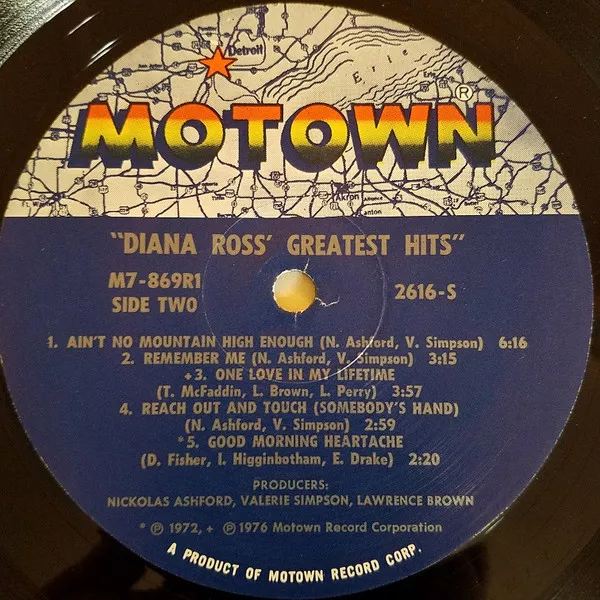 Detroit
Erie
MOTOWN®
"DIANA ROSS' GREATEST HITS"
M7-869R1
SIDE TWO
2616-S
1. AIN'T NO MOUNTAIN HIGH ENOUGH (N. Ashford, V. Simpson) 6:16
2. REMEMBER ME (N. Ashford, V. Simpson) 3:15
+3. ONE LOVE IN MY LIFETIME
(T. McFaddin, L. Brown, L. Perry) 3:57
4. REACH OUT AND TOUCH (SOMEBODY'S HAND)
(N. Ashford, V. Simpson) 2:59
*5. GOOD MORNING HEARTACHE
(D. Fisher, I. Higginbotham, E. Drake) 2:20
PRODUCERS:
NICKOLAS ASHFORD, VALERIE SIMPSON, LAWRENCE BROWN
* ℗ 1972, + ℗ 1976 Motown Record Corporation
A PRODUCT OF MOTOWN RECORD CORP.
Akron